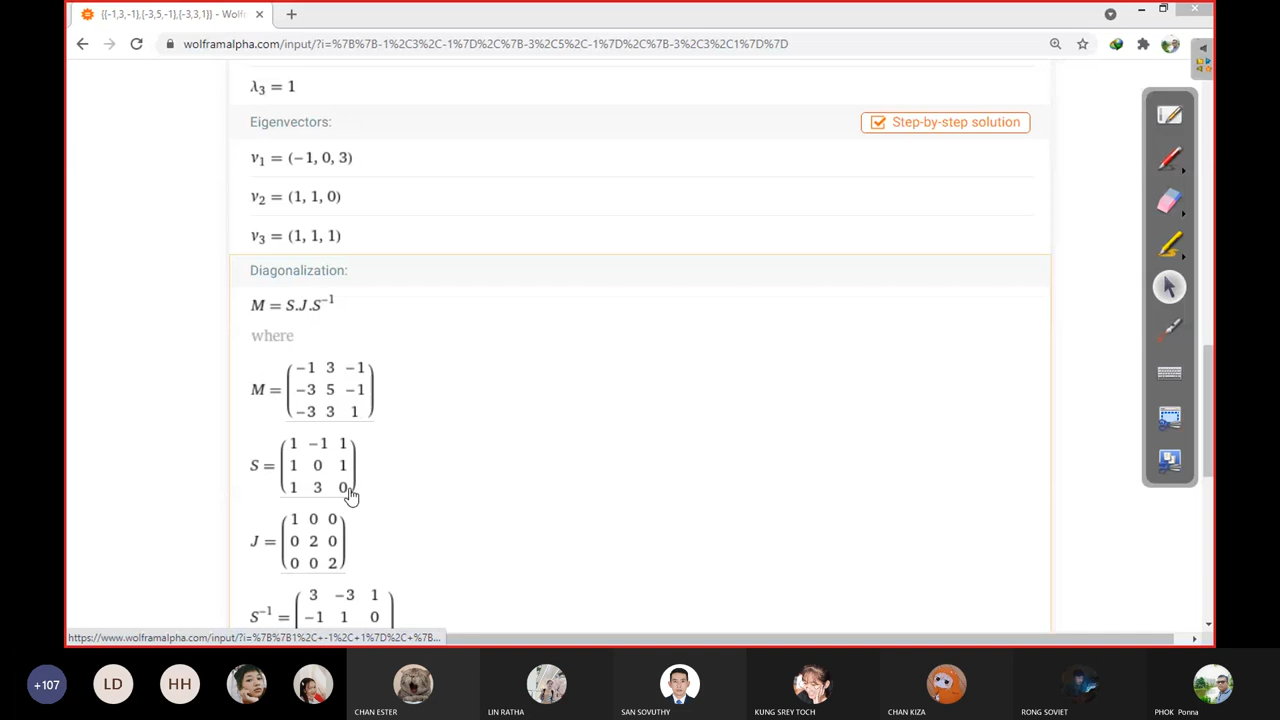 {{-1,3,-1},{-3,5,-1},{-3,3,1}} - Wolfr
wolframalpha.com/input/?i=%7B%7B-1%2C3%2C-1%7D%2C%7B-3%2C5%2C-1%7D%2C%7B-3%2C3%2C1%7D%7D
λ3 = 1
Eigenvectors:
Step-by-step solution
v1 = (−1, 0, 3)
v2 = (1, 1, 0)
v3 = (1, 1, 1)
Diagonalization:
M = S.J.S−1
where
−1 3 −1
M = −3 5 −1
−3 3 1
1 −1 1
S = 1 0 1
1 3 0
1 0 0
J = 0 2 0
0 0 2
3 −3 1
S−1 = −1 1 0
https://www.wolframalpha.com/input/?i=%7B%7B1%2C+-1%2C+1%7D%2C+%7B...
+107
LD
HH
CHAN ESTER
LIN RATHA
SAN SOVUTHY
KUNG SREY TOCH
CHAN KIZA
RONG SOVIET
PHOK Ponna